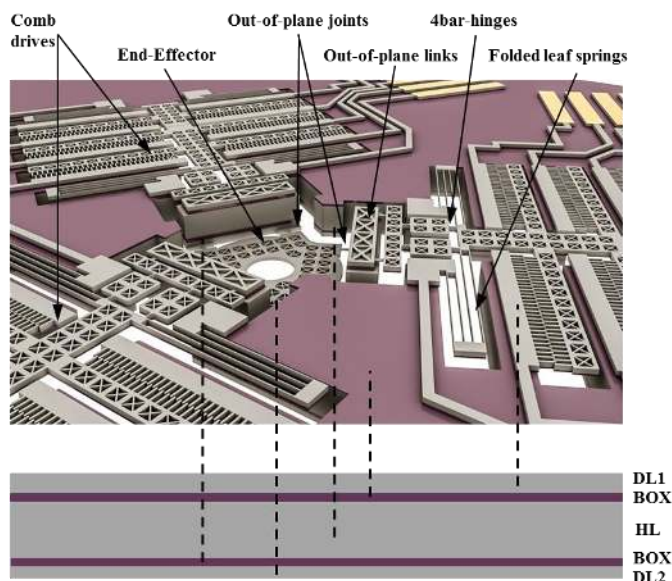 Comb
drives
Out-of-plane joints
4bar-hinges
End-Effector
Out-of-plane links
Folded leaf springs
DL1
BOX
HL
BOX
DL2